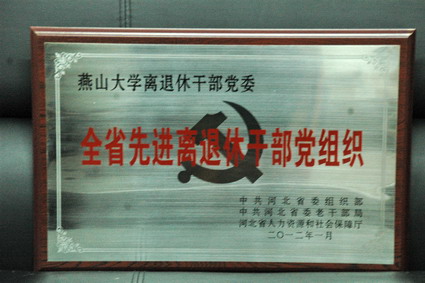 燕山大学离退休干部党委
全省先进离退休干部党组织
中共河北省委组织部
中共河北省委老干部局
河北省人力资源和社会保障厅
二〇一二年一月